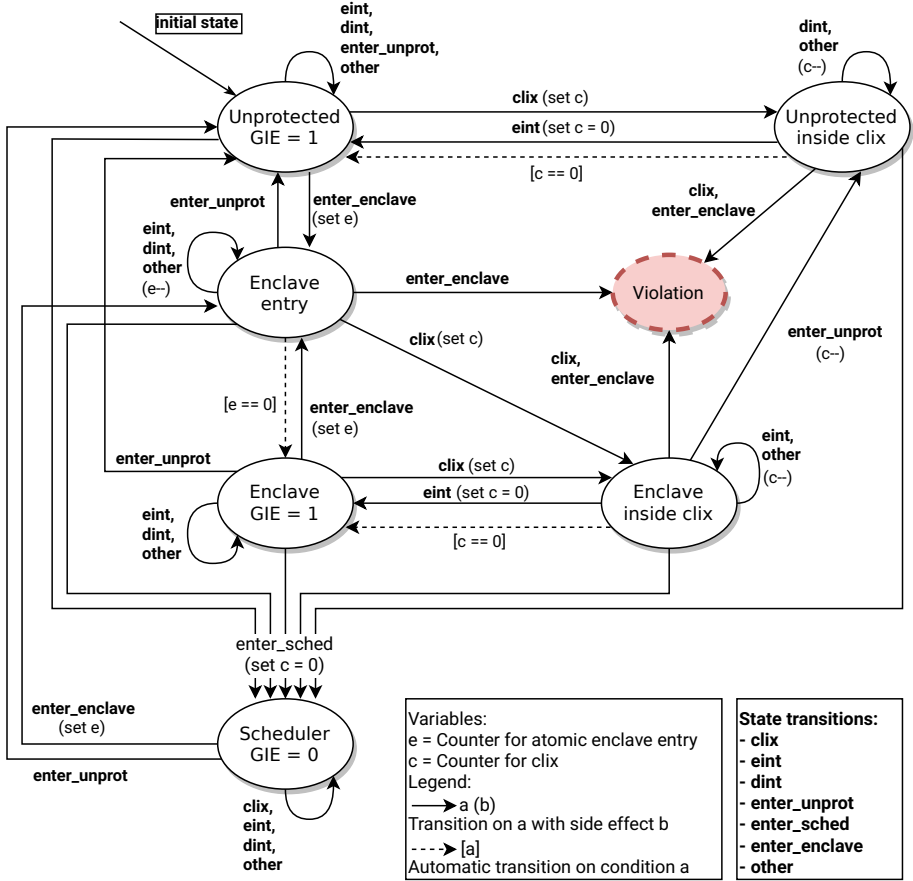 initial state
eint,
dint,
enter_unprot,
other
dint,
other
(c--)
Unprotected
GIE = 1
clix (set c)
eint (set c = 0)
[c == 0]
Unprotected
inside clix
enter_unprot
enter_enclave
(set e)
clix,
enter_enclave
eint,
dint,
other
(e--)
Enclave
entry
enter_enclave
Violation
clix (set c)
enter_unprot
(c--)
clix,
enter_enclave
[e == 0]
enter_enclave
(set e)
enter_unprot
clix (set c)
eint (set c = 0)
[c == 0]
eint,
other
(c--)
Enclave
GIE = 1
Enclave
inside clix
eint,
dint,
other
enter_sched
(set c = 0)
enter_enclave
(set e)
enter_unprot
Scheduler
GIE = 0
clix,
eint,
dint,
other
Variables:
e = Counter for atomic enclave entry
c = Counter for clix
Legend:
a (b)
Transition on a with side effect b
[a]
Automatic transition on condition a
State transitions:
- clix
- eint
- dint
- enter_unprot
- enter_sched
- enter_enclave
- other